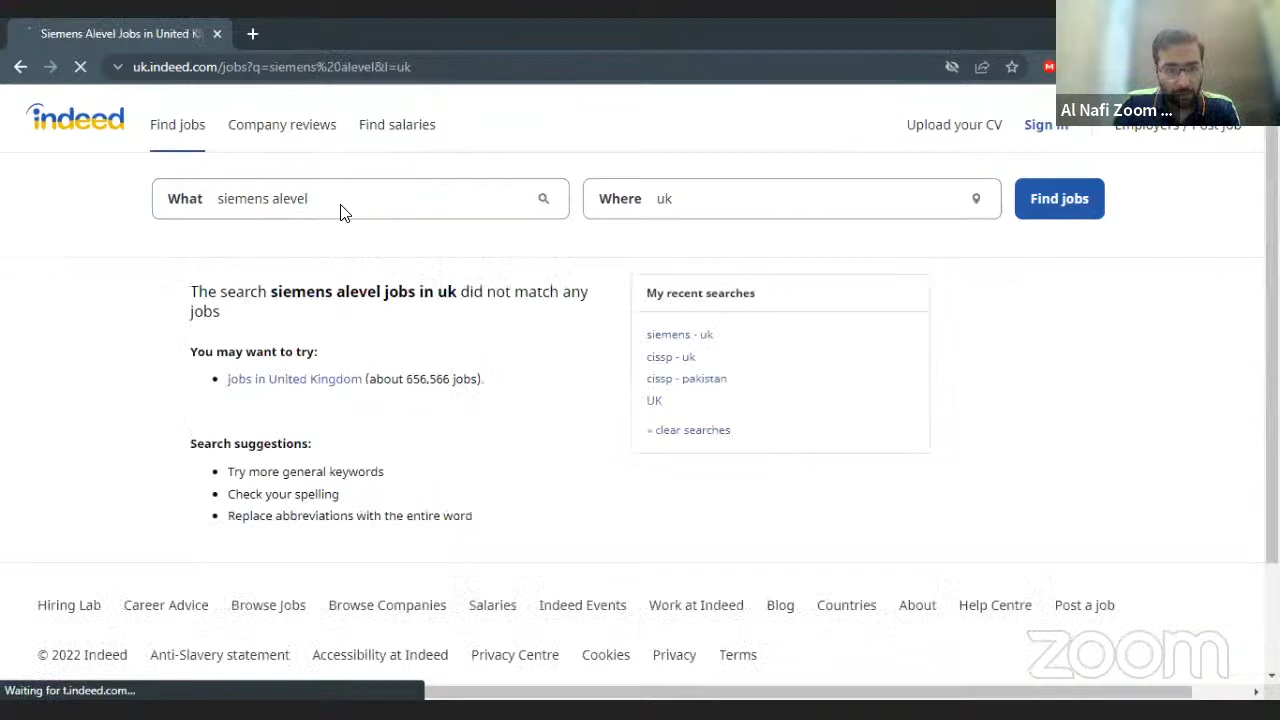 Siemens Alevel Jobs in United K
uk.indeed.com/jobs?q=siemens%20alevel&l=uk
M
Al Nafi Zoom ...
indeed
Find jobs
Company reviews
Find salaries
Upload your CV
Sign in
Employers / Post Job
What siemens alevel
Where uk
Find jobs
The search siemens alevel jobs in uk did not match any
jobs
You may want to try:
jobs in United Kingdom (about 656,566 jobs).
Search suggestions:
Try more general keywords
Check your spelling
Replace abbreviations with the entire word
My recent searches
siemens - uk
cissp - uk
cissp - pakistan
UK
» clear searches
Hiring Lab
Career Advice
Browse Jobs
Browse Companies
Salaries
Indeed Events
Work at Indeed
Blog
Countries
About
Help Centre
Post a job
© 2022 Indeed
Anti-Slavery statement
Accessibility at Indeed
Privacy Centre
Cookies
Privacy
Terms
zoom
Waiting for t.indeed.com...